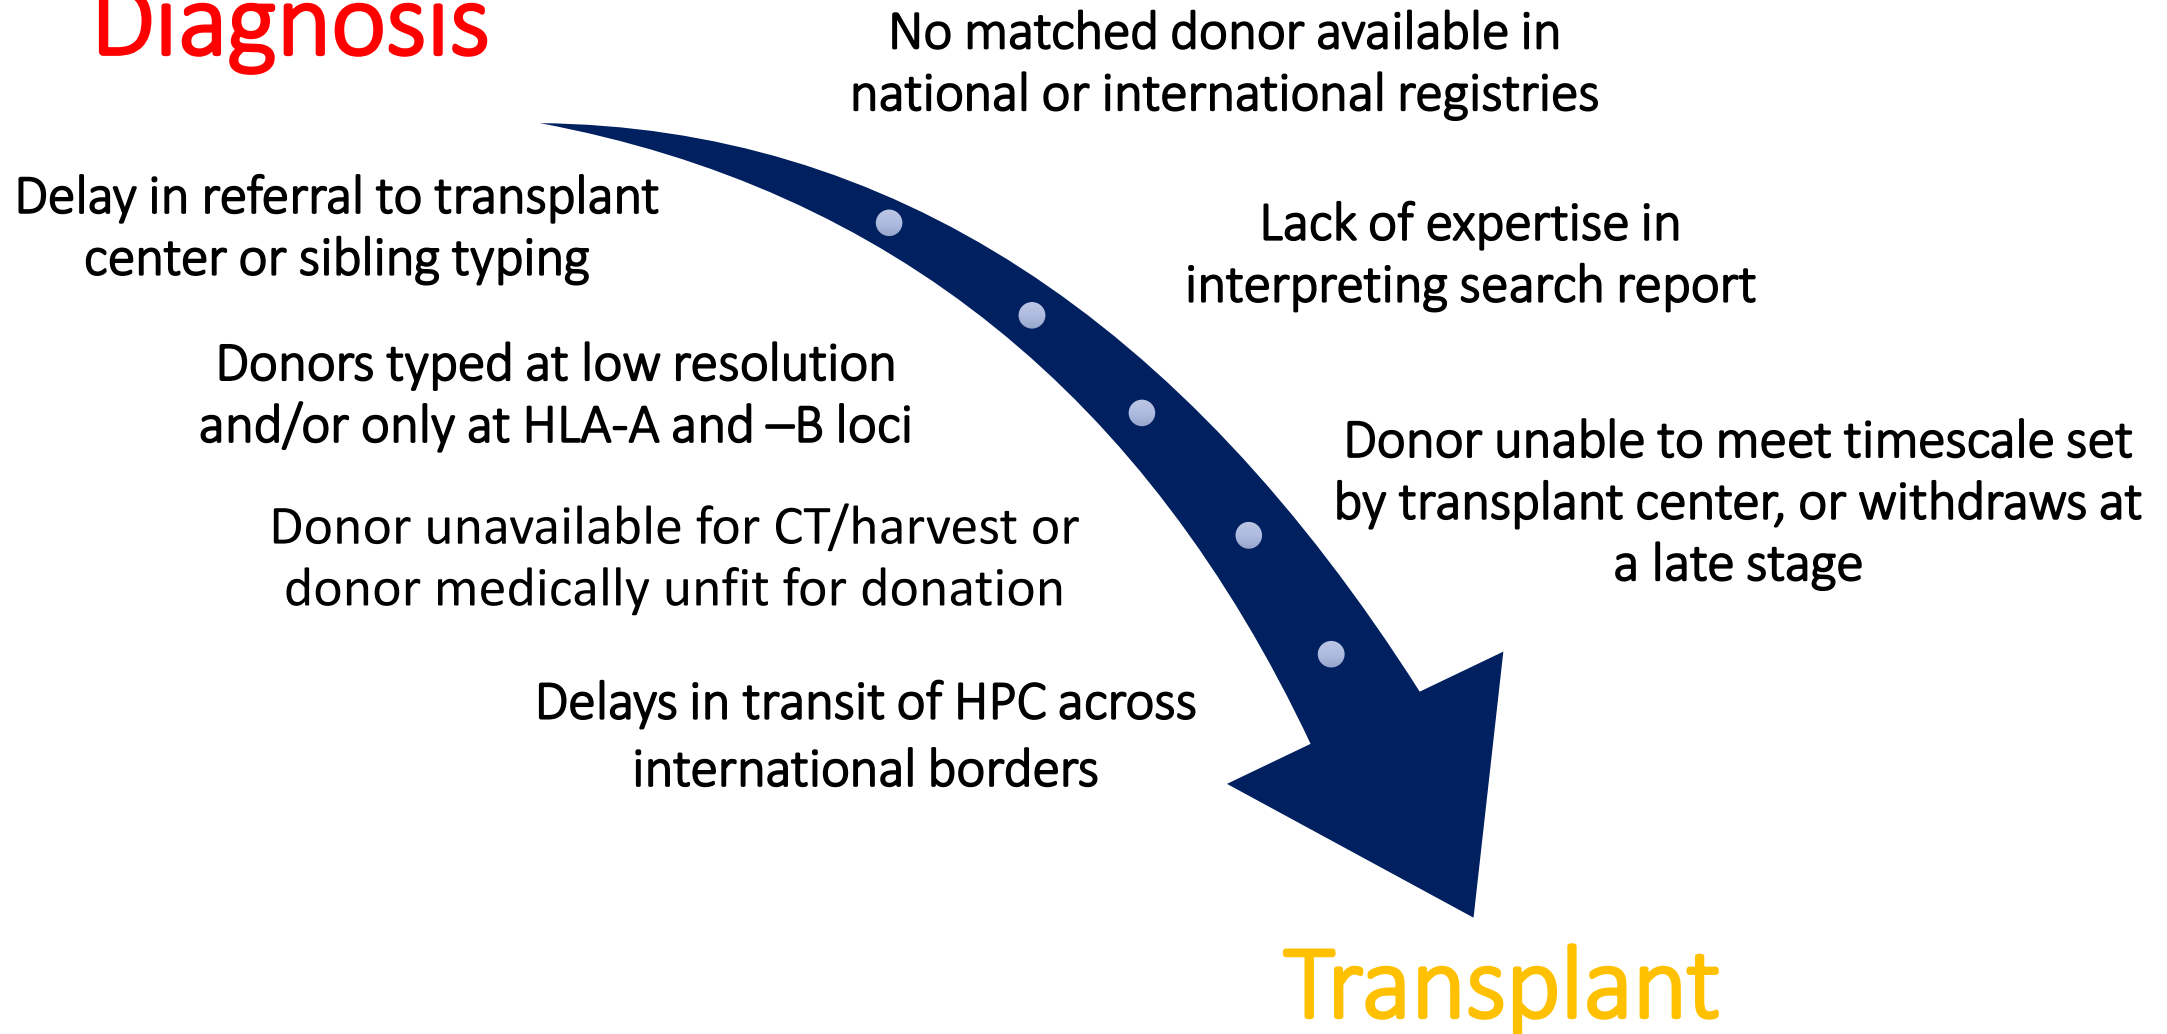 Diagnosis
No matched donor available in
national or international registries
Delay in referral to transplant
center or sibling typing
Lack of expertise in
interpreting search report
Donors typed at low resolution
and/or only at HLA-A and –B loci
Donor unable to meet timescale set
by transplant center, or withdraws at
a late stage
Donor unavailable for CT/harvest or
donor medically unfit for donation
Delays in transit of HPC across
international borders
Transplant